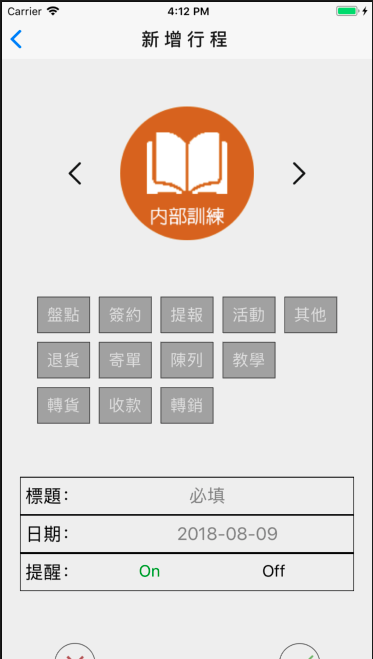 Carrier 4:12 PM
新增行程
內部訓練
盤點 簽約 提報 活動 其他
退貨 寄單 陳列 教學
轉貨 收款 轉銷
標題: 必填
日期: 2018-08-09
提醒: On Off